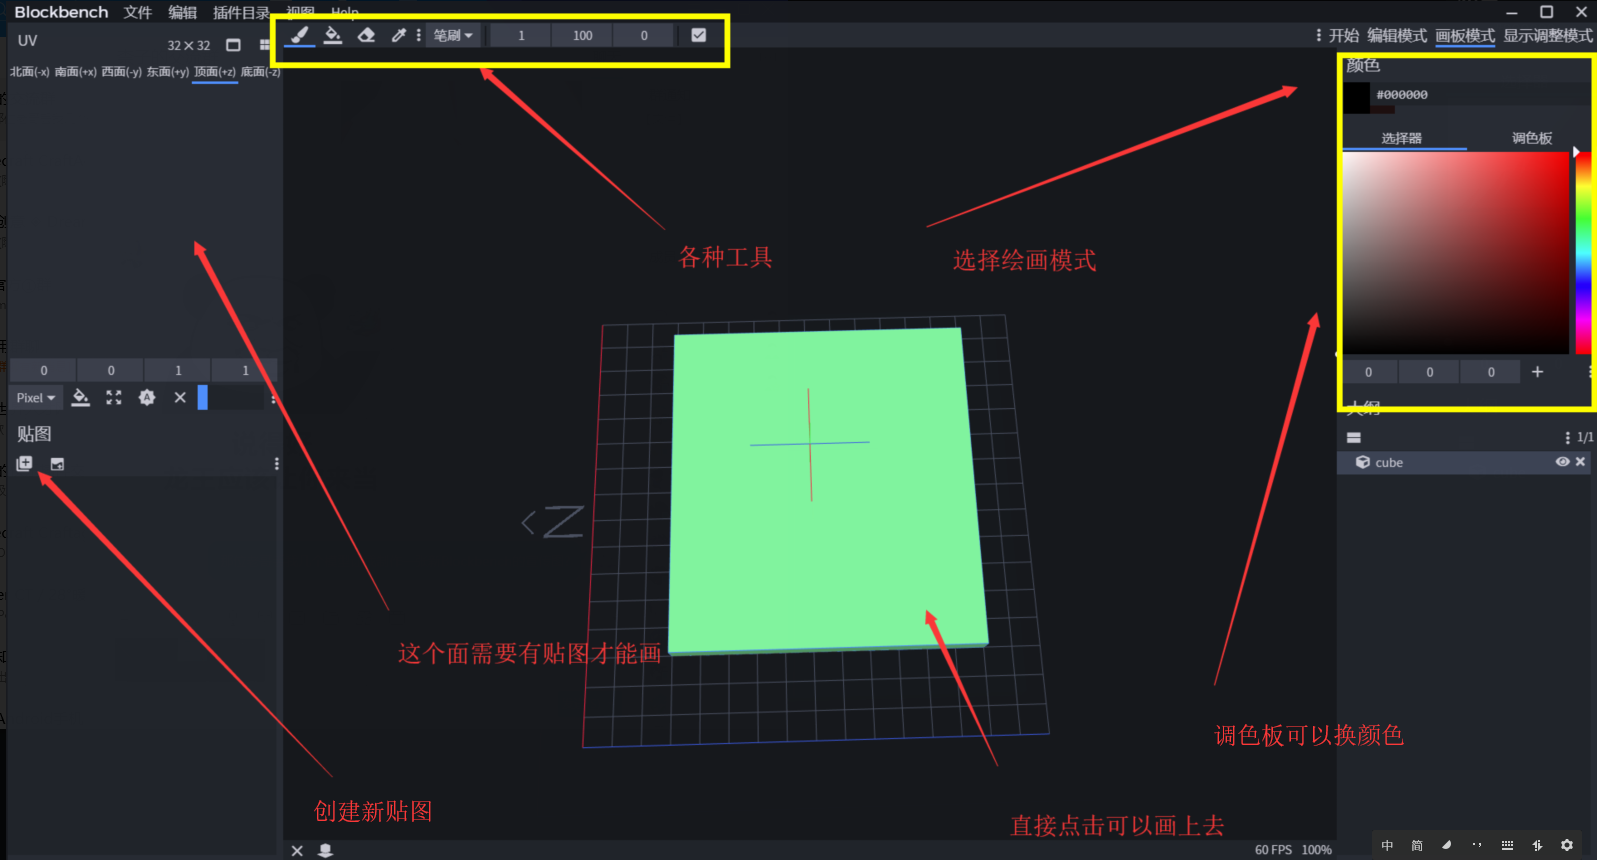 Blockbench 文件 编辑 插件目录 视图 Help
UV 32×32
笔刷 1 100 0
开始 编辑模式 画板模式 显示调整模式
北面(-x) 南面(+x) 西面(-y) 东面(+y) 顶面(+z) 底面(-z)
颜色
#000000
选择器 调色板
各种工具
选择绘画模式
0 0 1 1
0 0 0
Pixel
大纲
贴图
1/1
cube
<Z
这个面需要有贴图才能画
调色板可以换颜色
创建新贴图
直接点击可以画上去
60 FPS 100%
中 简